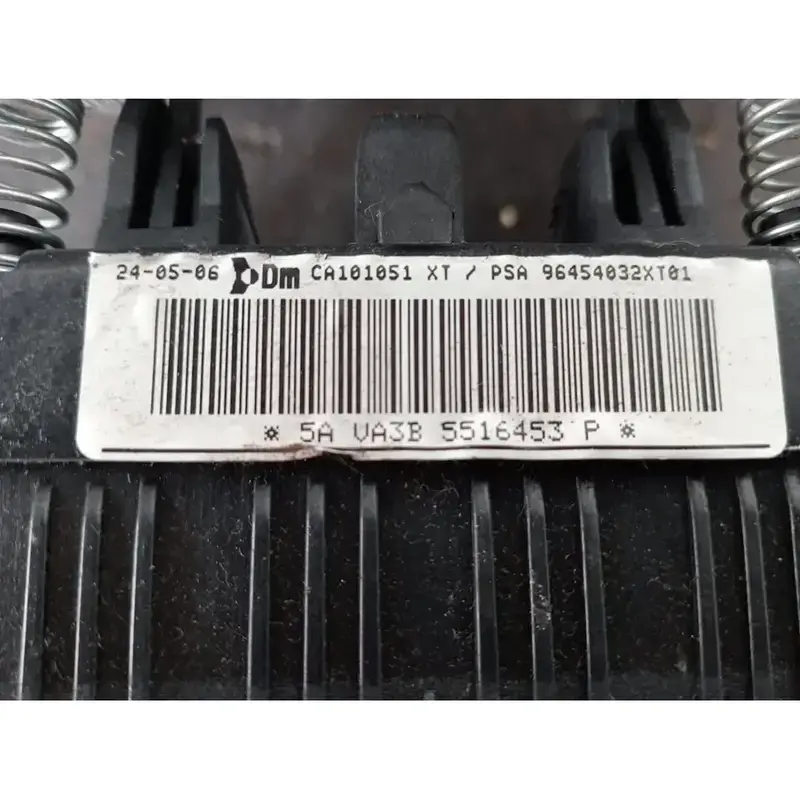 24-05-06 Dm CA101051 XT / PSA 96454032XT01
* 5A VA3B 5516453 P *